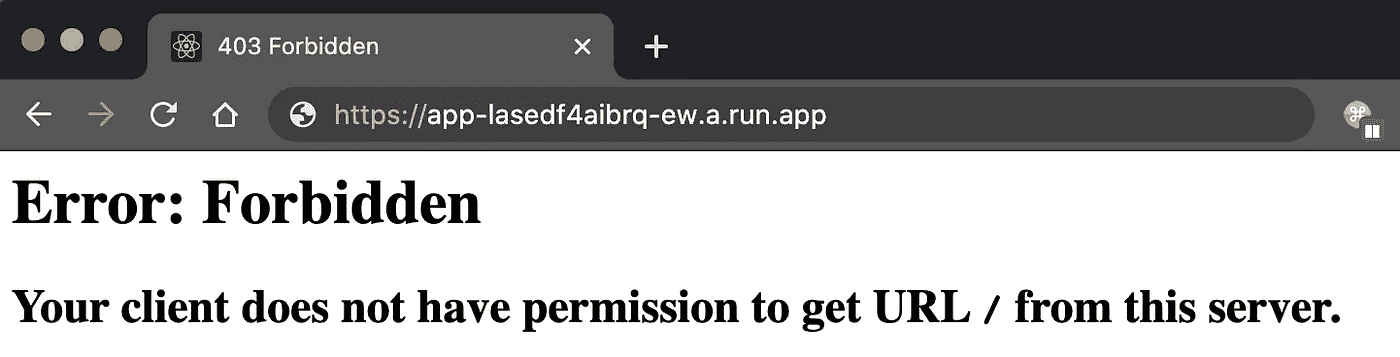 403 Forbidden
https://app-lasedf4aibrq-ew.a.run.app
Error: Forbidden
Your client does not have permission to get URL / from this server.